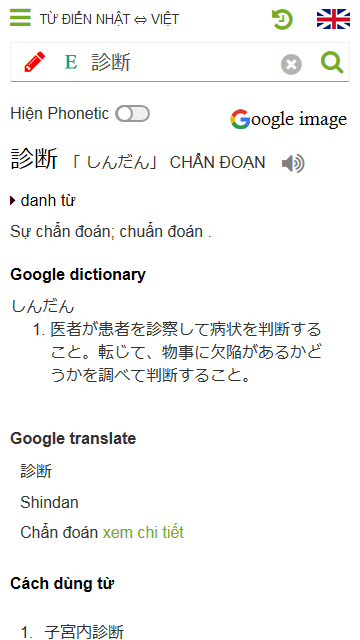 TỪ ĐIỂN NHẬT ⇔ VIỆT
E 診断
Hiện Phonetic
Google image
診断 「 しんだん」 CHẨN ĐOẠN
danh từ
Sự chẩn đoán; chuẩn đoán .
Google dictionary
しんだん
1. 医者が患者を診察して病状を判断する
こと。転じて、物事に欠陥があるかど
うかを調べて判断すること。
Google translate
診断
Shindan
Chẩn đoán xem chi tiết
Cách dùng từ
1. 子宮内診断